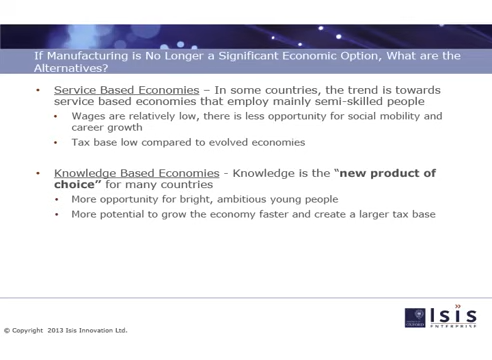 If Manufacturing is No Longer a Significant Economic Option, What are the
Alternatives?
• Service Based Economies – In some countries, the trend is towards
service based economies that employ mainly semi-skilled people
• Wages are relatively low, there is less opportunity for social mobility and
career growth
• Tax base low compared to evolved economies
• Knowledge Based Economies - Knowledge is the “new product of
choice” for many countries
• More opportunity for bright, ambitious young people
• More potential to grow the economy faster and create a larger tax base
Isis
ENTERPRISE
© Copyright 2013 Isis Innovation Ltd.